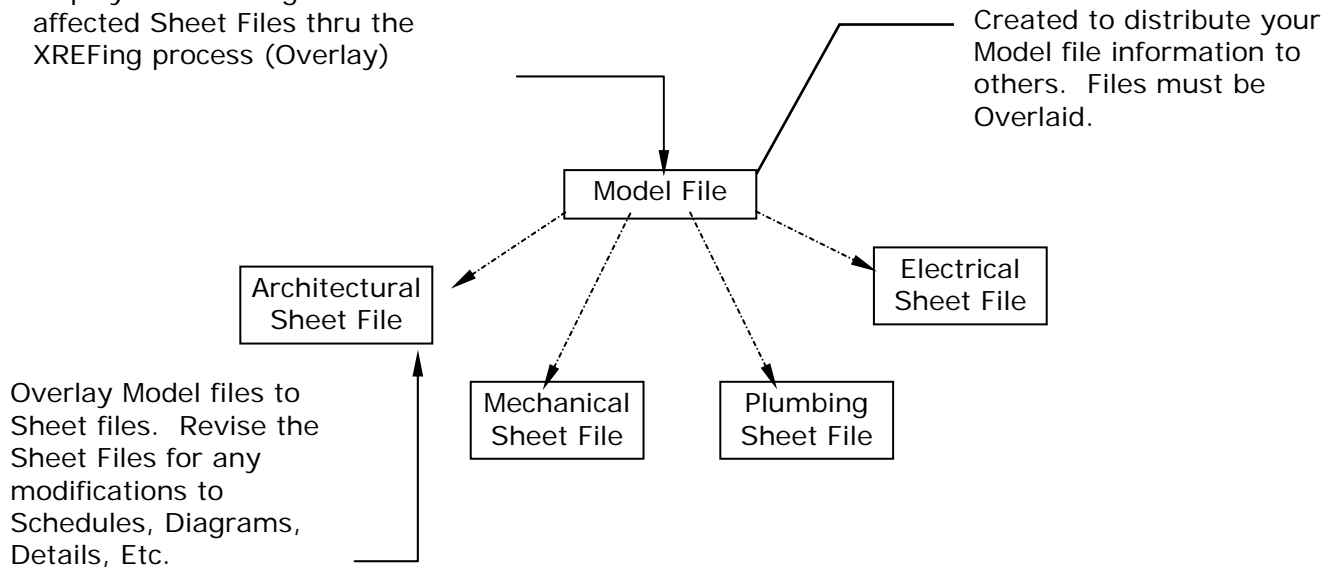 affected Sheet Files thru the
XREFing process (Overlay)
Created to distribute your
Model file information to
others. Files must be
Overlaid.
Model File
Architectural
Sheet File
Electrical
Sheet File
Mechanical
Sheet File
Plumbing
Sheet File
Overlay Model files to
Sheet files. Revise the
Sheet Files for any
modifications to
Schedules, Diagrams,
Details, Etc.